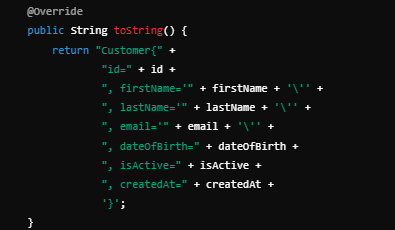 @Override
public String toString() {
    return "Customer{" +
            "id=" + id +
            ", firstName='" + firstName + '\'' +
            ", lastName='" + lastName + '\'' +
            ", email='" + email + '\'' +
            ", dateOfBirth=" + dateOfBirth +
            ", isActive=" + isActive +
            ", createdAt=" + createdAt +
            '}';
}